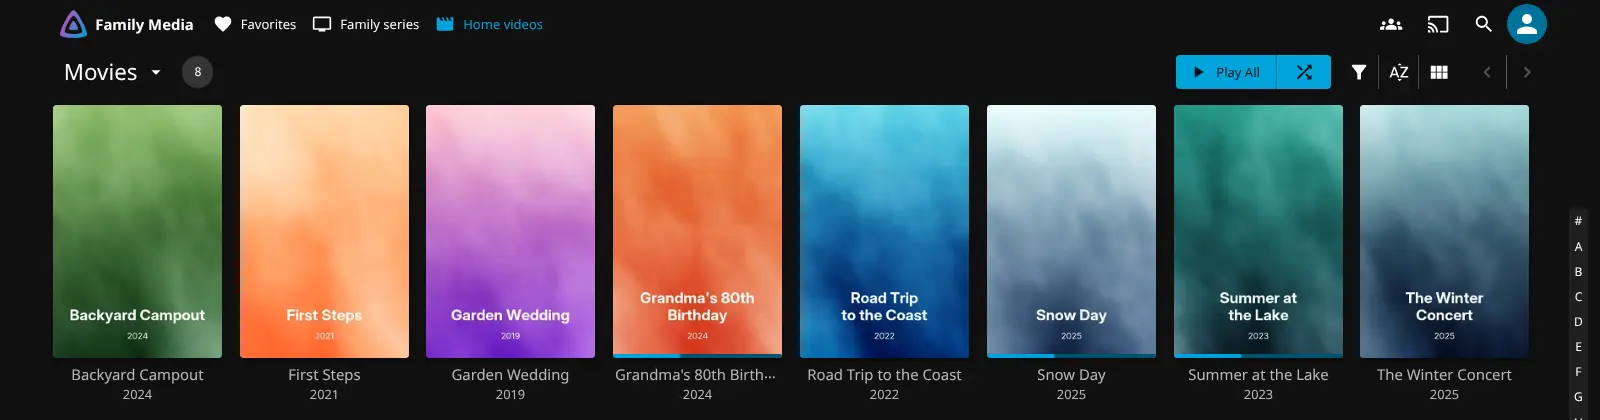 Family Media
Favorites
Family series
Home videos
Movies
8
Play All
AZ
Backyard Campout
2024
First Steps
2021
Garden Wedding
2019
Grandma's 80th
Birthday
2024
Road Trip
to the Coast
2022
Snow Day
2025
Summer at
the Lake
2023
The Winter
Concert
2025
Backyard Campout
2024
First Steps
2021
Garden Wedding
2019
Grandma's 80th Birth···
2024
Road Trip to the Coast
2022
Snow Day
2025
Summer at the Lake
2023
The Winter Concert
2025
#
A
B
C
D
E
F
G